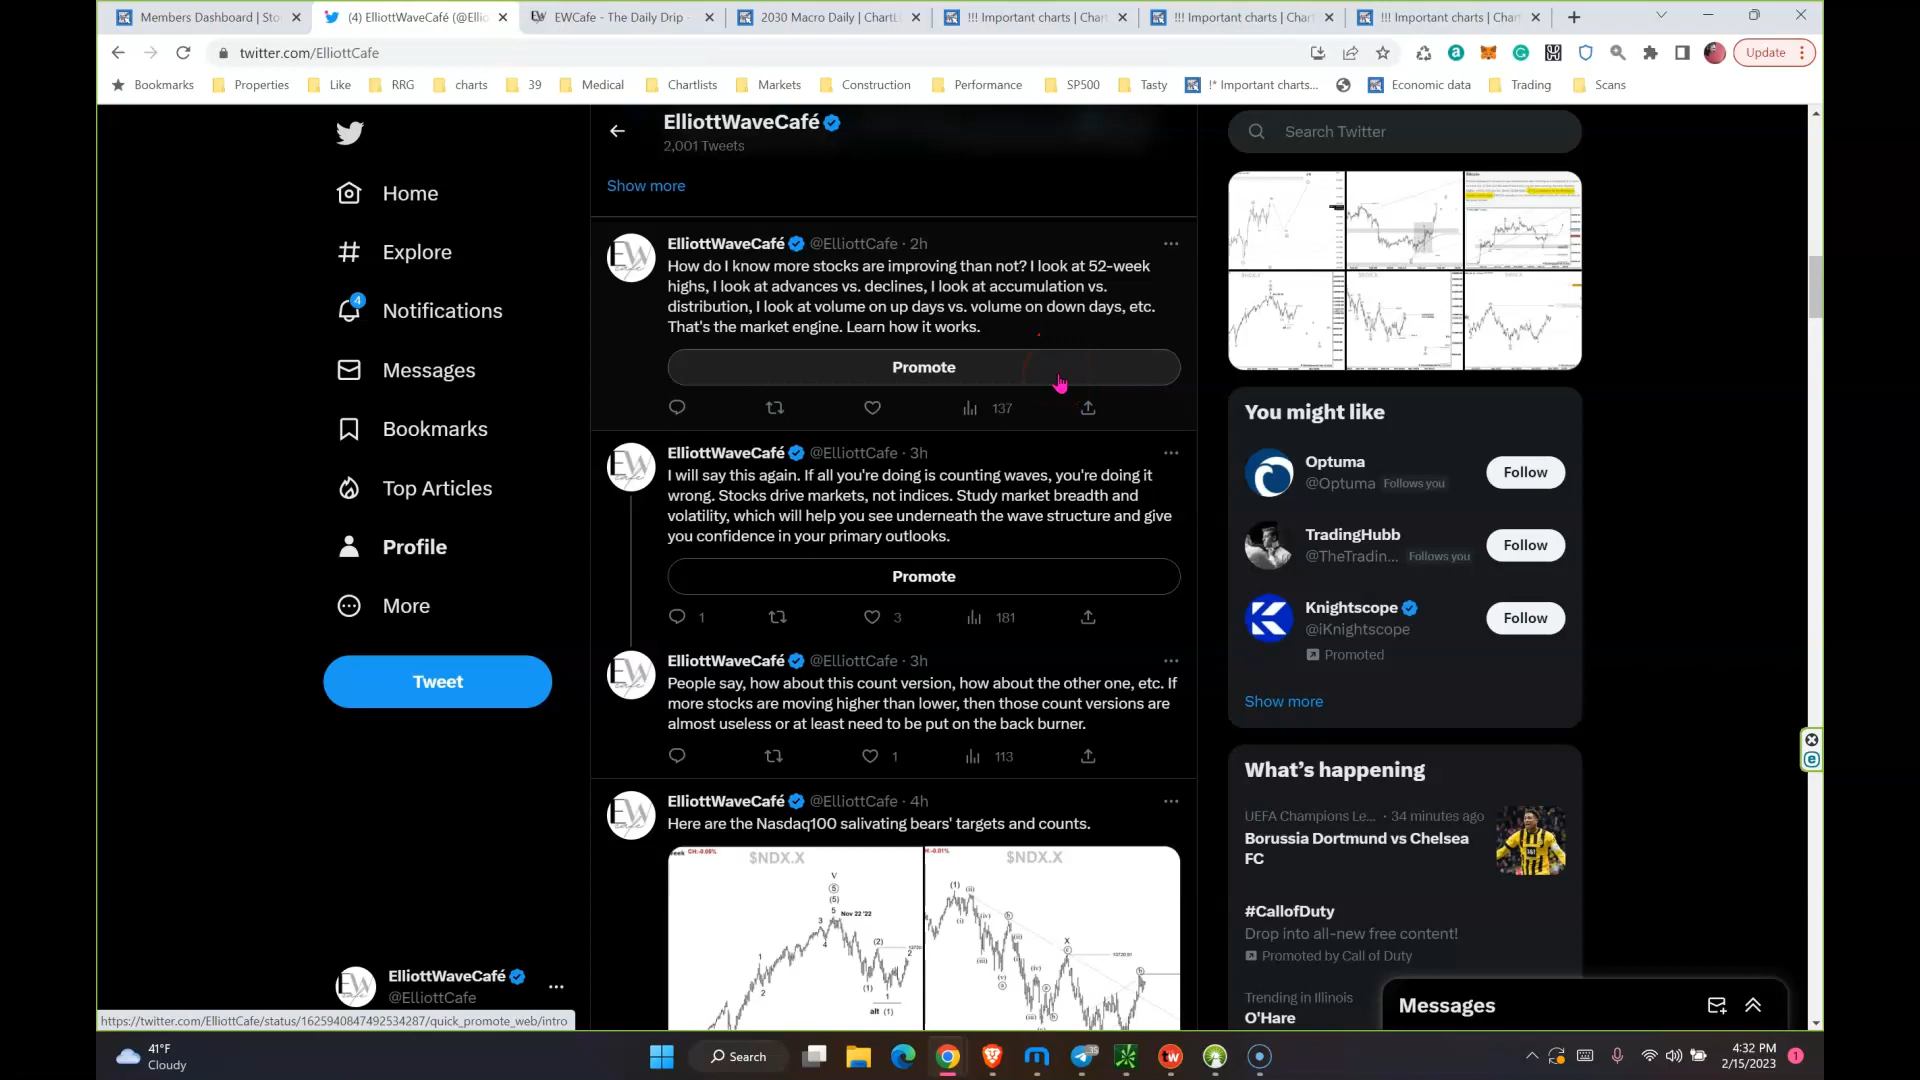 Members Dashboard | Sto
(4) ElliottWaveCafé (@Ellio
EWCafe - The Daily Drip -
2030 Macro Daily | ChartL
!!! Important charts | Char
!!! Important charts | Char
!!! Important charts | Char
twitter.com/ElliottCafe
Update
Bookmarks
Properties
Like
RRG
charts
39
Medical
Chartlists
Markets
Construction
Performance
SP500
Tasty
!* Important charts...
Economic data
Trading
Scans
Home
Explore
4
Notifications
Messages
Bookmarks
Top Articles
Profile
More
Tweet
ElliottWaveCafé
@ElliottCafe
ElliottWaveCafé
2,001 Tweets
Show more
ElliottWaveCafé @ElliottCafe · 2h
How do I know more stocks are improving than not? I look at 52-week
highs, I look at advances vs. declines, I look at accumulation vs.
distribution, I look at volume on up days vs. volume on down days, etc.
That's the market engine. Learn how it works.
Promote
137
ElliottWaveCafé @ElliottCafe · 3h
I will say this again. If all you're doing is counting waves, you're doing it
wrong. Stocks drive markets, not indices. Study market breadth and
volatility, which will help you see underneath the wave structure and give
you confidence in your primary outlooks.
Promote
1 3 181
ElliottWaveCafé @ElliottCafe · 3h
People say, how about this count version, how about the other one, etc. If
more stocks are moving higher than lower, then those count versions are
almost useless or at least need to be put on the back burner.
1 113
ElliottWaveCafé @ElliottCafe · 4h
Here are the Nasdaq100 salivating bears' targets and counts.
$NDX.X
Nov 22 '22
alt (1)
$NDX.X
Search Twitter
You might like
Optuma
@Optuma Follows you
Follow
TradingHubb
@TheTradin... Follows you
Follow
Knightscope
@iKnightscope
Promoted
Follow
Show more
What's happening
UEFA Champions Le... · 34 minutes ago
Borussia Dortmund vs Chelsea
FC
#CallofDuty
Drop into all-new free content!
Promoted by Call of Duty
Trending in Illinois
O'Hare
Messages
https://twitter.com/ElliottCafe/status/1625940847492534287/quick_promote_web/intro
41°F
Cloudy
Search
4:32 PM
2/15/2023
1